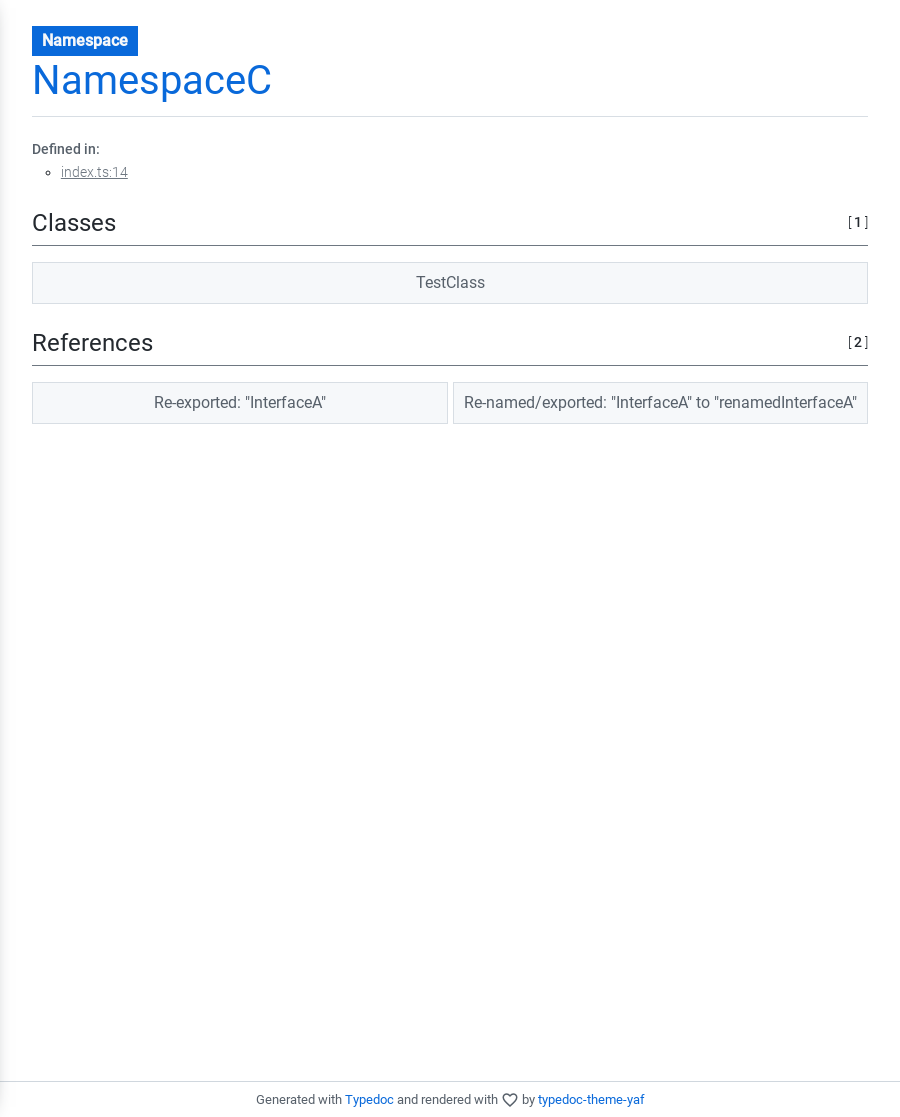 Namespace
NamespaceC
Defined in:
index.ts:14
Classes [ 1 ]
TestClass
References [ 2 ]
Re-exported: "InterfaceA" Re-named/exported: "InterfaceA" to "renamedInterfaceA"
Generated with Typedoc and rendered with by typedoc-theme-yaf